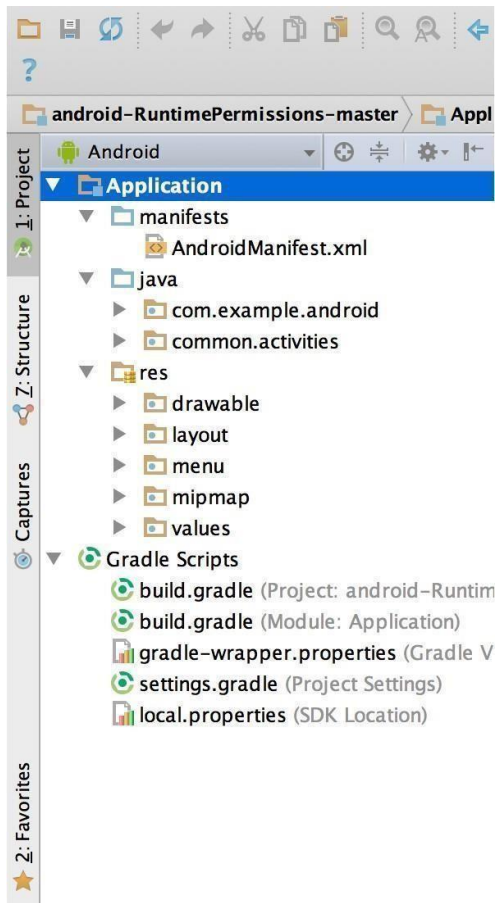 ?
android-RuntimePermissions-master
Appl
Android
1: Project
Application
manifests
AndroidManifest.xml
java
com.example.android
common.activities
Z: Structure
res
drawable
layout
menu
mipmap
values
Captures
Gradle Scripts
build.gradle (Project: android-Runtim
build.gradle (Module: Application)
gradle-wrapper.properties (Gradle V
settings.gradle (Project Settings)
local.properties (SDK Location)
2: Favorites